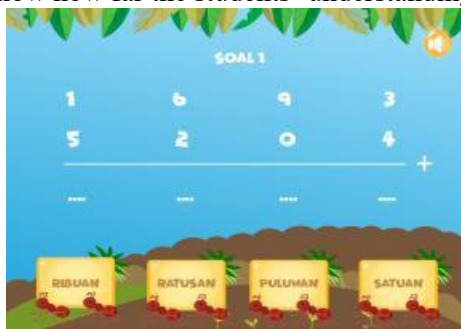 SOAL 1
1 6 9 3
5 2 0 4
+
.... .... .... ....
RIBUAN RATUSAN PULUHAN SATUAN